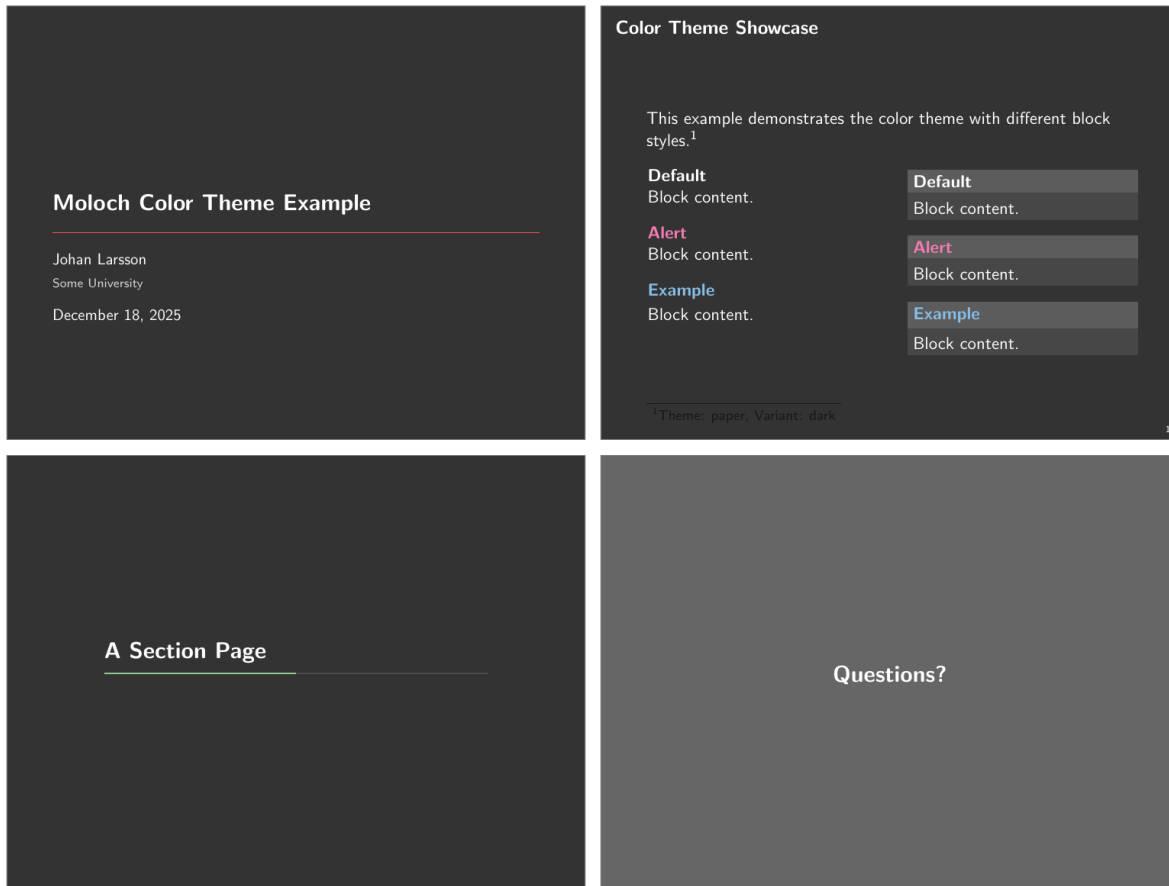 Moloch Color Theme Example
Johan Larsson
Some University
December 18, 2025
Color Theme Showcase
This example demonstrates the color theme with different block
styles.¹
Default
Block content.
Alert
Block content.
Example
Block content.
Default
Block content.
Alert
Block content.
Example
Block content.
¹Theme: paper, Variant: dark
1
A Section Page
Questions?